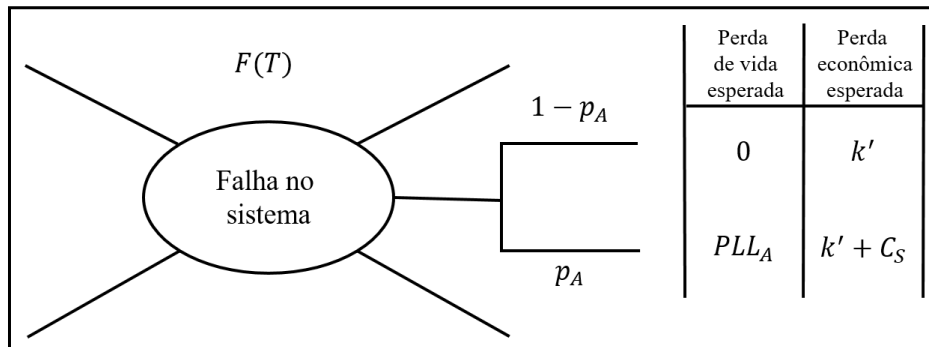 F(T)
Falha no
sistema
1 − p_A
p_A
Perda
de vida
esperada
Perda
econômica
esperada
0
k′
PLL_A
k′ + C_S